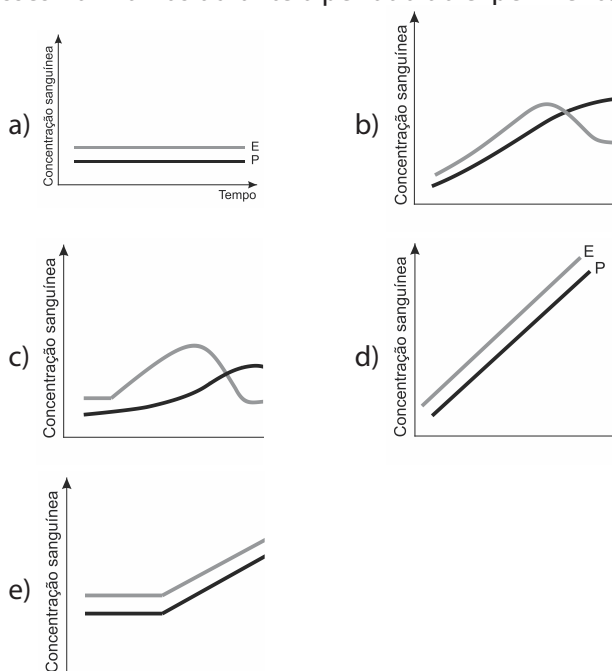 a)
Concentração sanguínea
E
P
Tempo
b)
Concentração sanguínea
c)
Concentração sanguínea
d)
Concentração sanguínea
E
P
e)
Concentração sanguínea